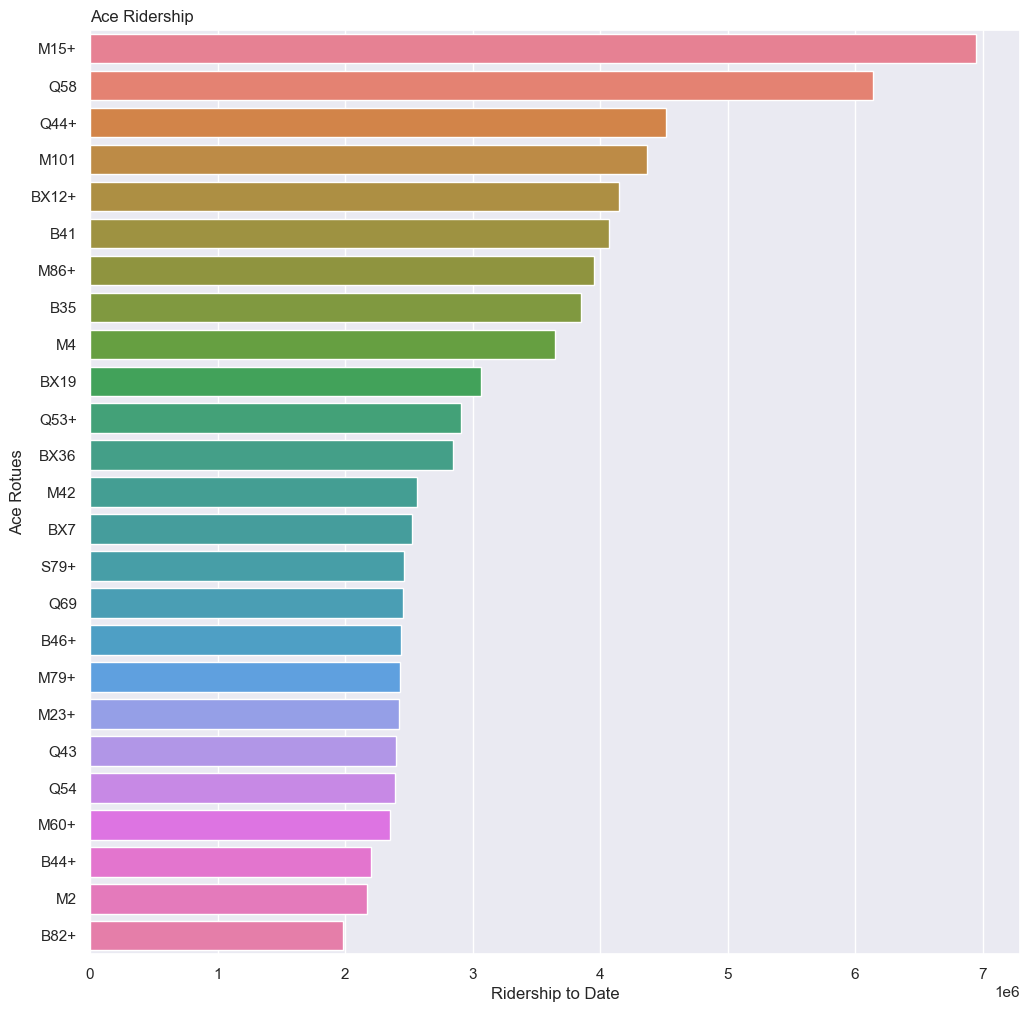 Ace Ridership
M15+
Q58
Q44+
M101
BX12+
B41
M86+
B35
M4
BX19
Q53+
BX36
M42
BX7
S79+
Q69
B46+
M79+
M23+
Q43
Q54
M60+
B44+
M2
B82+
Ace Rotues
0 1 2 3 4 5 6 7
1e6
Ridership to Date